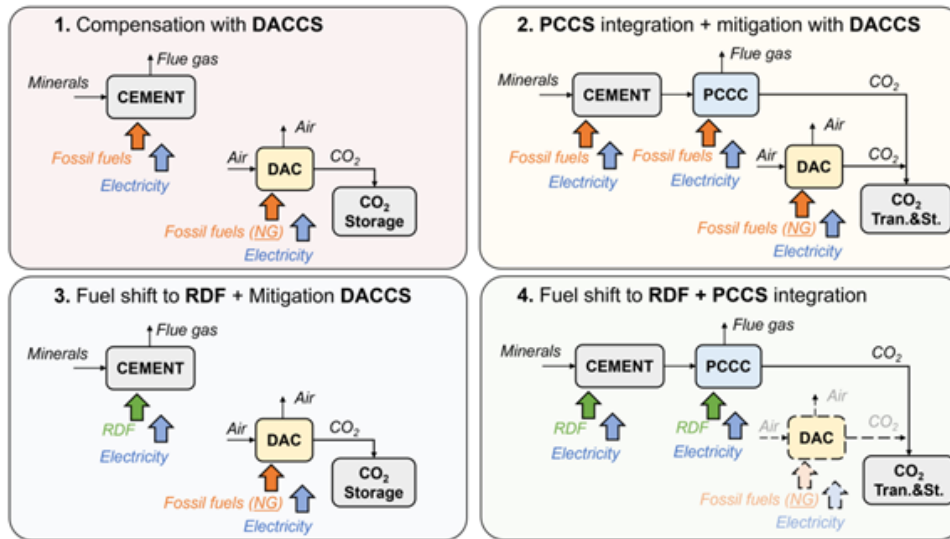 1. Compensation with DACCS
Flue gas
Minerals
CEMENT
Fossil fuels
Electricity
Air
Air
DAC
CO₂
Fossil fuels (NG)
Electricity
CO₂
Storage
2. PCCS integration + mitigation with DACCS
Flue gas
Minerals
CEMENT
PCCC
CO₂
Fossil fuels
Electricity
Fossil fuels
Electricity
Air
Air
DAC
CO₂
Fossil fuels (NG)
Electricity
CO₂
Tran.&St.
3. Fuel shift to RDF + Mitigation DACCS
Flue gas
Minerals
CEMENT
RDF
Electricity
Air
Air
DAC
CO₂
Fossil fuels (NG)
Electricity
CO₂
Storage
4. Fuel shift to RDF + PCCS integration
Flue gas
Minerals
CEMENT
PCCC
CO₂
RDF
Electricity
RDF
Electricity
Air
Air
DAC
CO₂
Fossil fuels (NG)
Electricity
CO₂
Tran.&St.